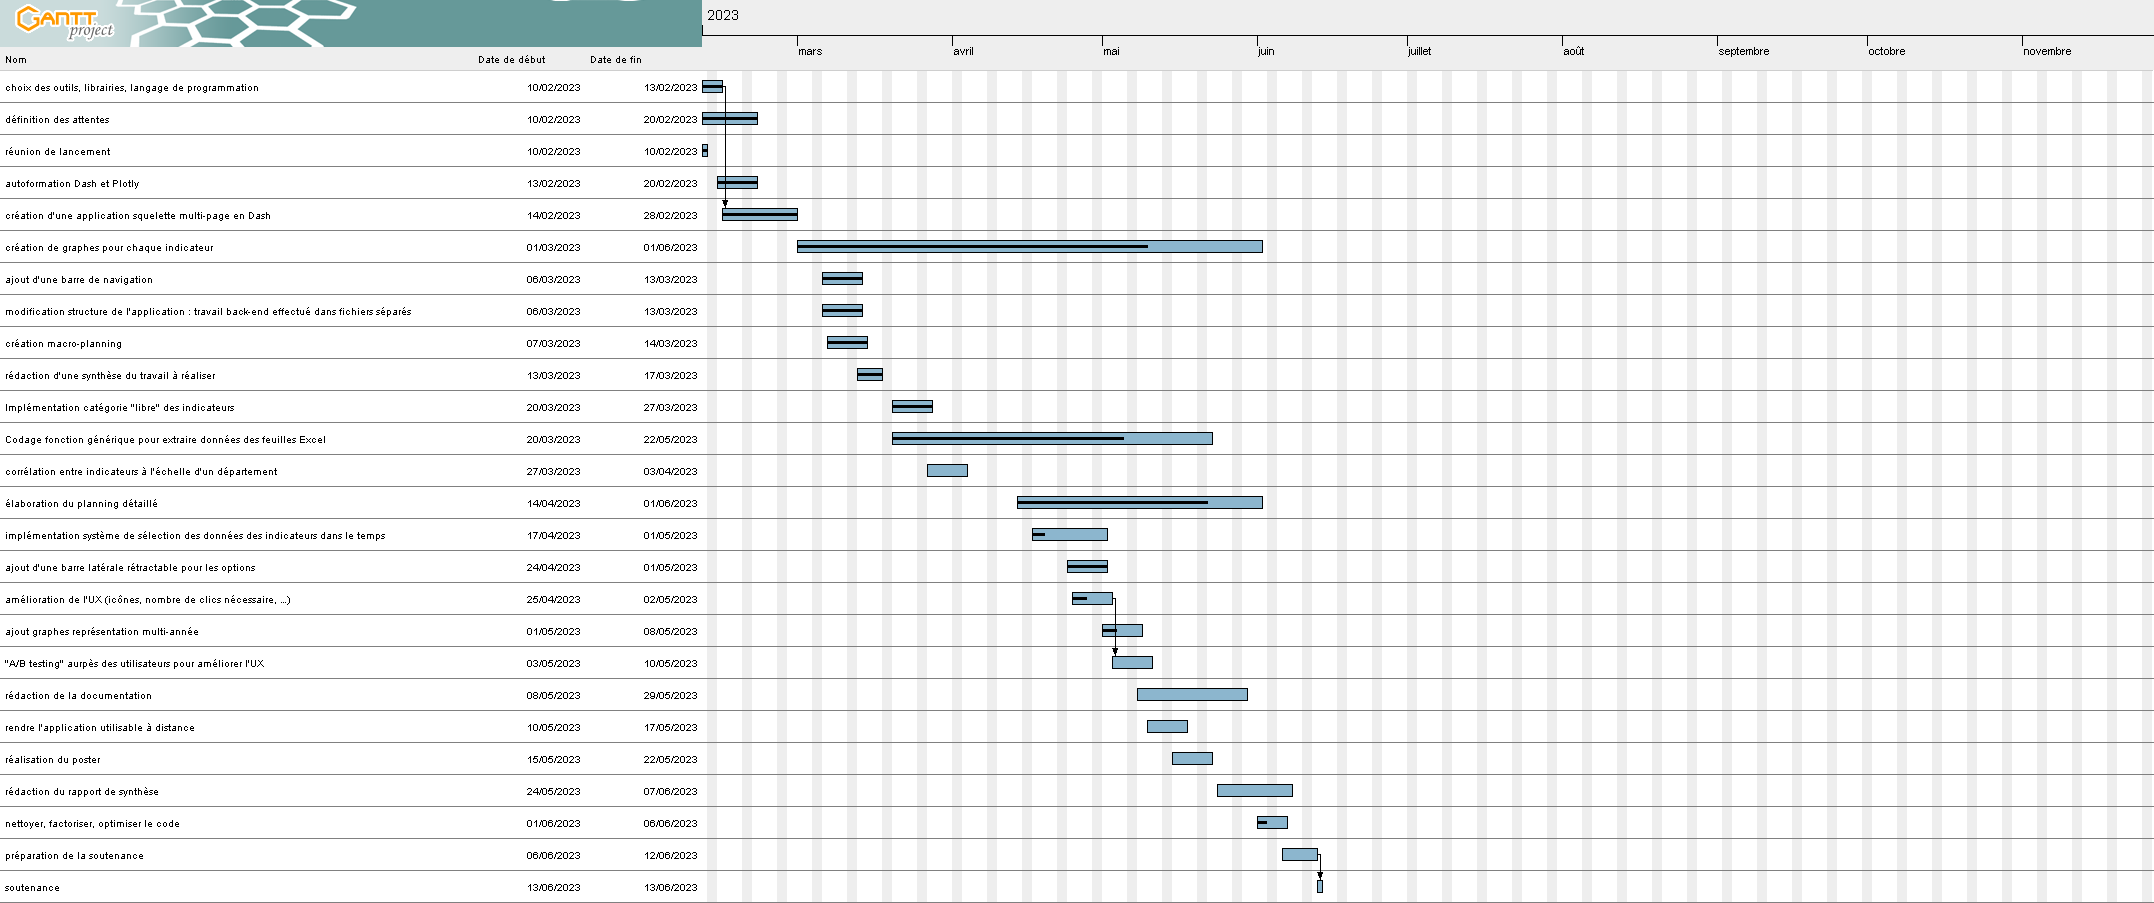 GANTT
project
2023
mars avril mai juin juillet août septembre octobre novembre
Nom Date de début Date de fin
choix des outils, librairies, langage de programmation 10/02/2023 13/02/2023
définition des attentes 10/02/2023 20/02/2023
réunion de lancement 10/02/2023 10/02/2023
autoformation Dash et Plotly 13/02/2023 20/02/2023
création d'une application squelette multi-page en Dash 14/02/2023 28/02/2023
création de graphes pour chaque indicateur 01/03/2023 01/06/2023
ajout d'une barre de navigation 06/03/2023 13/03/2023
modification structure de l'application : travail back-end effectué dans fichiers séparés 06/03/2023 13/03/2023
création macro-planning 07/03/2023 14/03/2023
rédaction d'une synthèse du travail à réaliser 13/03/2023 17/03/2023
Implémentation catégorie "libre" des indicateurs 20/03/2023 27/03/2023
Codage fonction générique pour extraire données des feuilles Excel 20/03/2023 22/05/2023
corrélation entre indicateurs à l'échelle d'un département 27/03/2023 03/04/2023
élaboration du planning détaillé 14/04/2023 01/06/2023
implémentation système de sélection des données des indicateurs dans le temps 17/04/2023 01/05/2023
ajout d'une barre latérale rétractable pour les options 24/04/2023 01/05/2023
amélioration de l'UX (icônes, nombre de clics nécessaire, ...) 25/04/2023 02/05/2023
ajout graphes représentation multi-année 01/05/2023 08/05/2023
"A/B testing" aurpès des utilisateurs pour améliorer l'UX 03/05/2023 10/05/2023
rédaction de la documentation 08/05/2023 29/05/2023
rendre l'application utilisable à distance 10/05/2023 17/05/2023
réalisation du poster 15/05/2023 22/05/2023
rédaction du rapport de synthèse 24/05/2023 07/06/2023
nettoyer, factoriser, optimiser le code 01/06/2023 06/06/2023
préparation de la soutenance 06/06/2023 12/06/2023
soutenance 13/06/2023 13/06/2023